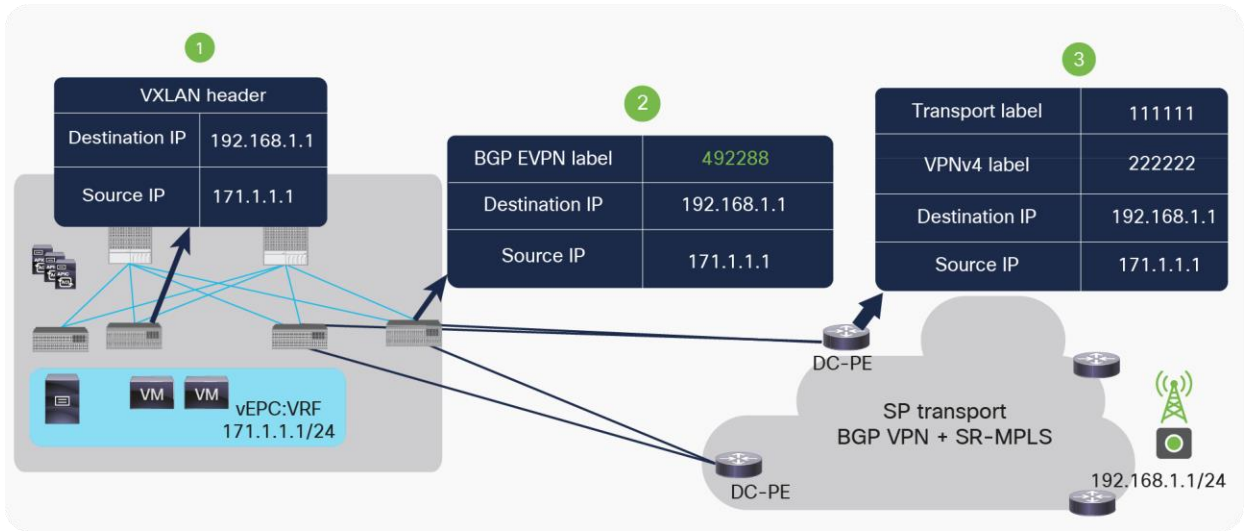 1
VXLAN header
Destination IP 192.168.1.1
Source IP 171.1.1.1
2
BGP EVPN label 492288
Destination IP 192.168.1.1
Source IP 171.1.1.1
3
Transport label 111111
VPNv4 label 222222
Destination IP 192.168.1.1
Source IP 171.1.1.1
VM VM
vEPC:VRF
171.1.1.1/24
DC-PE
DC-PE
SP transport
BGP VPN + SR-MPLS
192.168.1.1/24